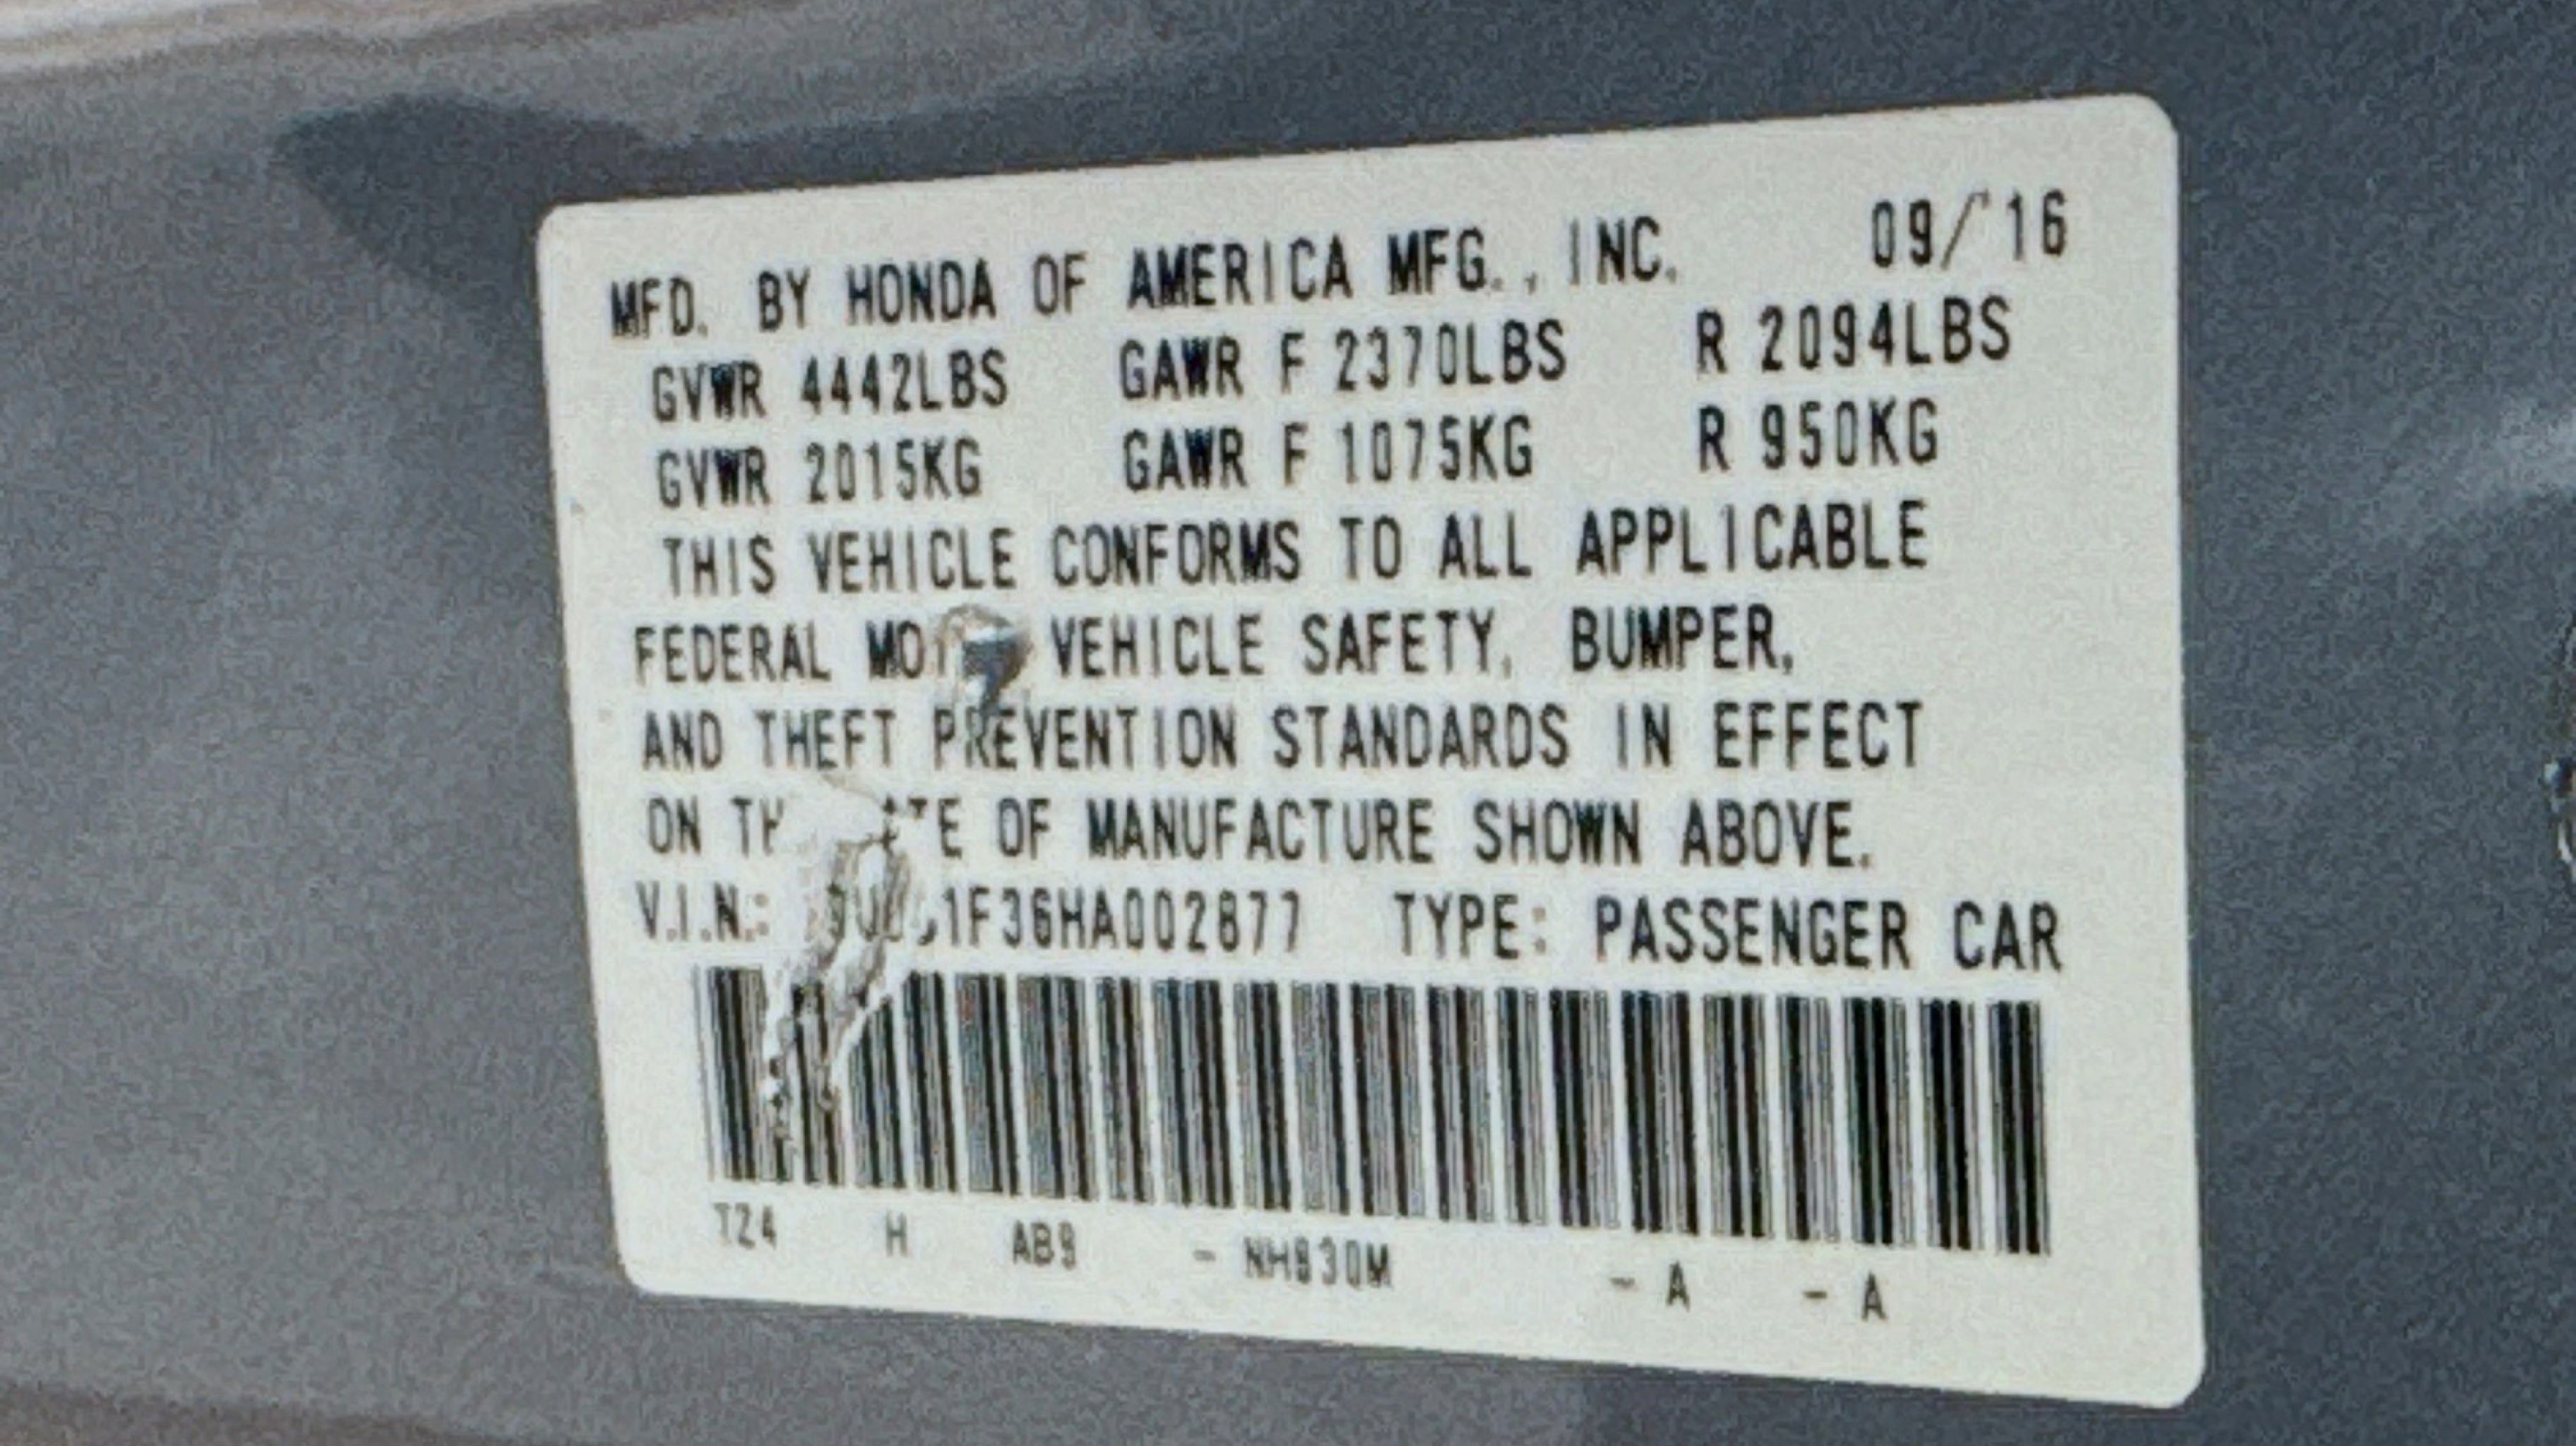 MFD. BY HONDA OF AMERICA MFG., INC. 09/'16
GVWR 4442LBS GAWR F 2370LBS R 2094LBS
GVWR 2015KG GAWR F 1075KG R 950KG
THIS VEHICLE CONFORMS TO ALL APPLICABLE
FEDERAL VEHICLE SAFETY, BUMPER,
AND THEFT PREVENTION STANDARDS IN EFFECT
ON OF MANUFACTURE SHOWN ABOVE.
V.I.N.: TYPE: PASSENGER CAR
TZ4 H AB9 - NH830M - A - A